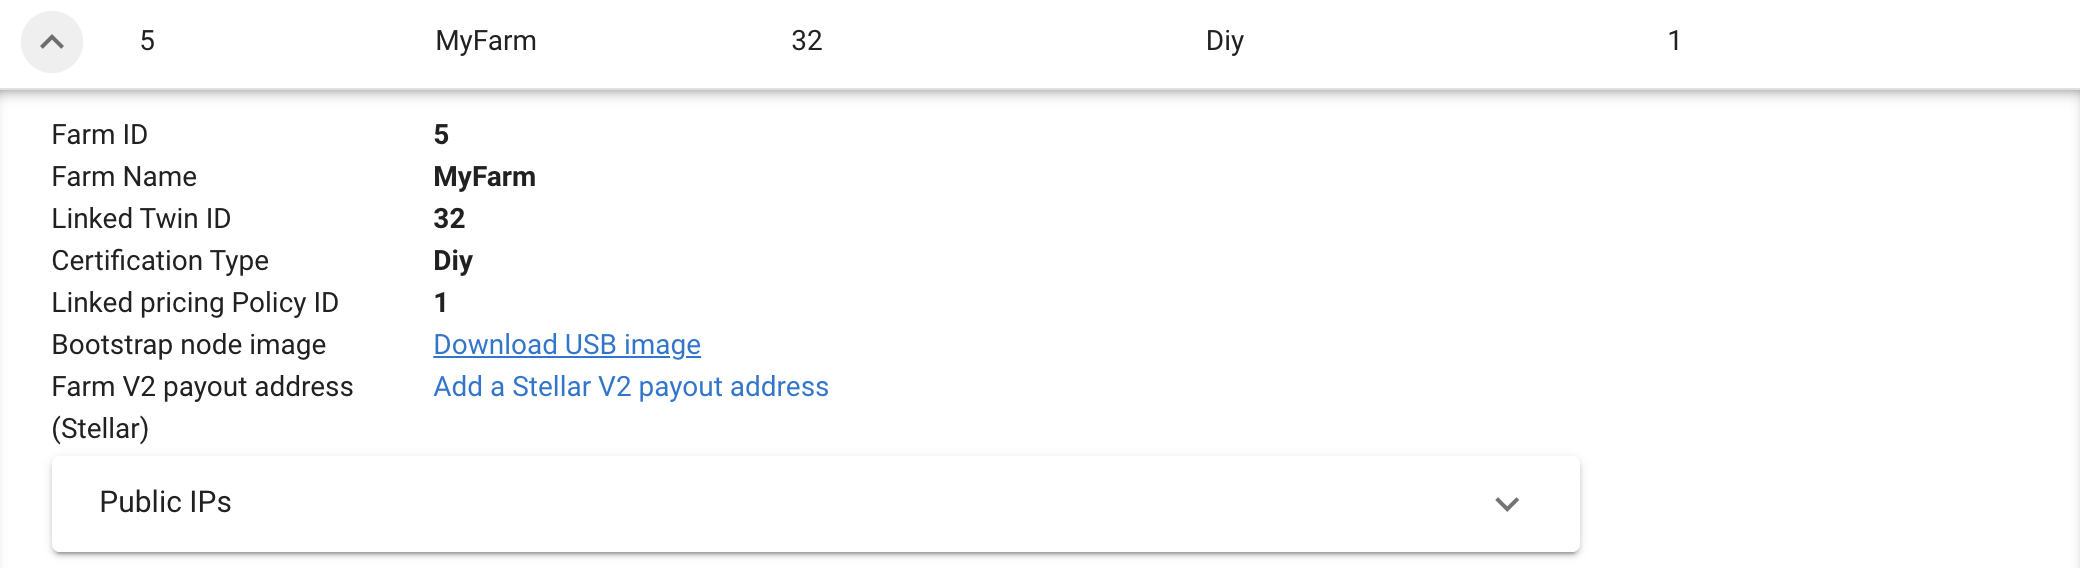 5 MyFarm 32 Diy 1
Farm ID 5
Farm Name MyFarm
Linked Twin ID 32
Certification Type Diy
Linked pricing Policy ID 1
Bootstrap node image Download USB image
Farm V2 payout address Add a Stellar V2 payout address
(Stellar)
Public IPs